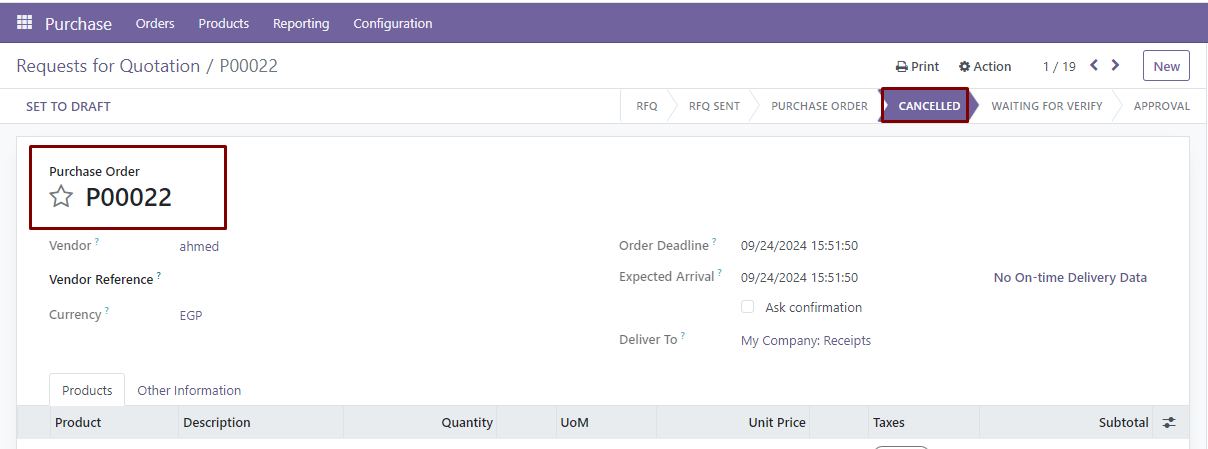 Purchase Orders Products Reporting Configuration
Requests for Quotation / P00022 Print Action 1 / 19 New
SET TO DRAFT RFQ RFQ SENT PURCHASE ORDER CANCELLED WAITING FOR VERIFY APPROVAL
Purchase Order
P00022
Vendor ? ahmed Order Deadline ? 09/24/2024 15:51:50
Vendor Reference ? Expected Arrival ? 09/24/2024 15:51:50 No On-time Delivery Data
Ask confirmation
Currency ? EGP
Deliver To ? My Company: Receipts
Products Other Information
Product Description Quantity UoM Unit Price Taxes Subtotal